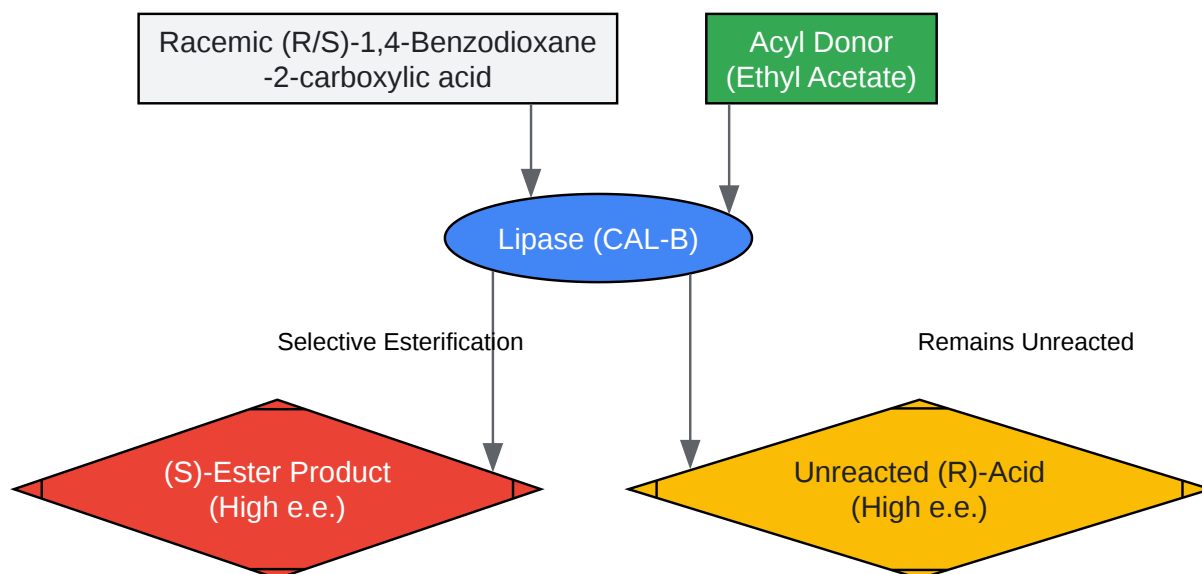 Racemic (R/S)-1,4-Benzodioxane
-2-carboxylic acid
Acyl Donor
(Ethyl Acetate)
Lipase (CAL-B)
Selective Esterification
Remains Unreacted
(S)-Ester Product
(High e.e.)
Unreacted (R)-Acid
(High e.e.)